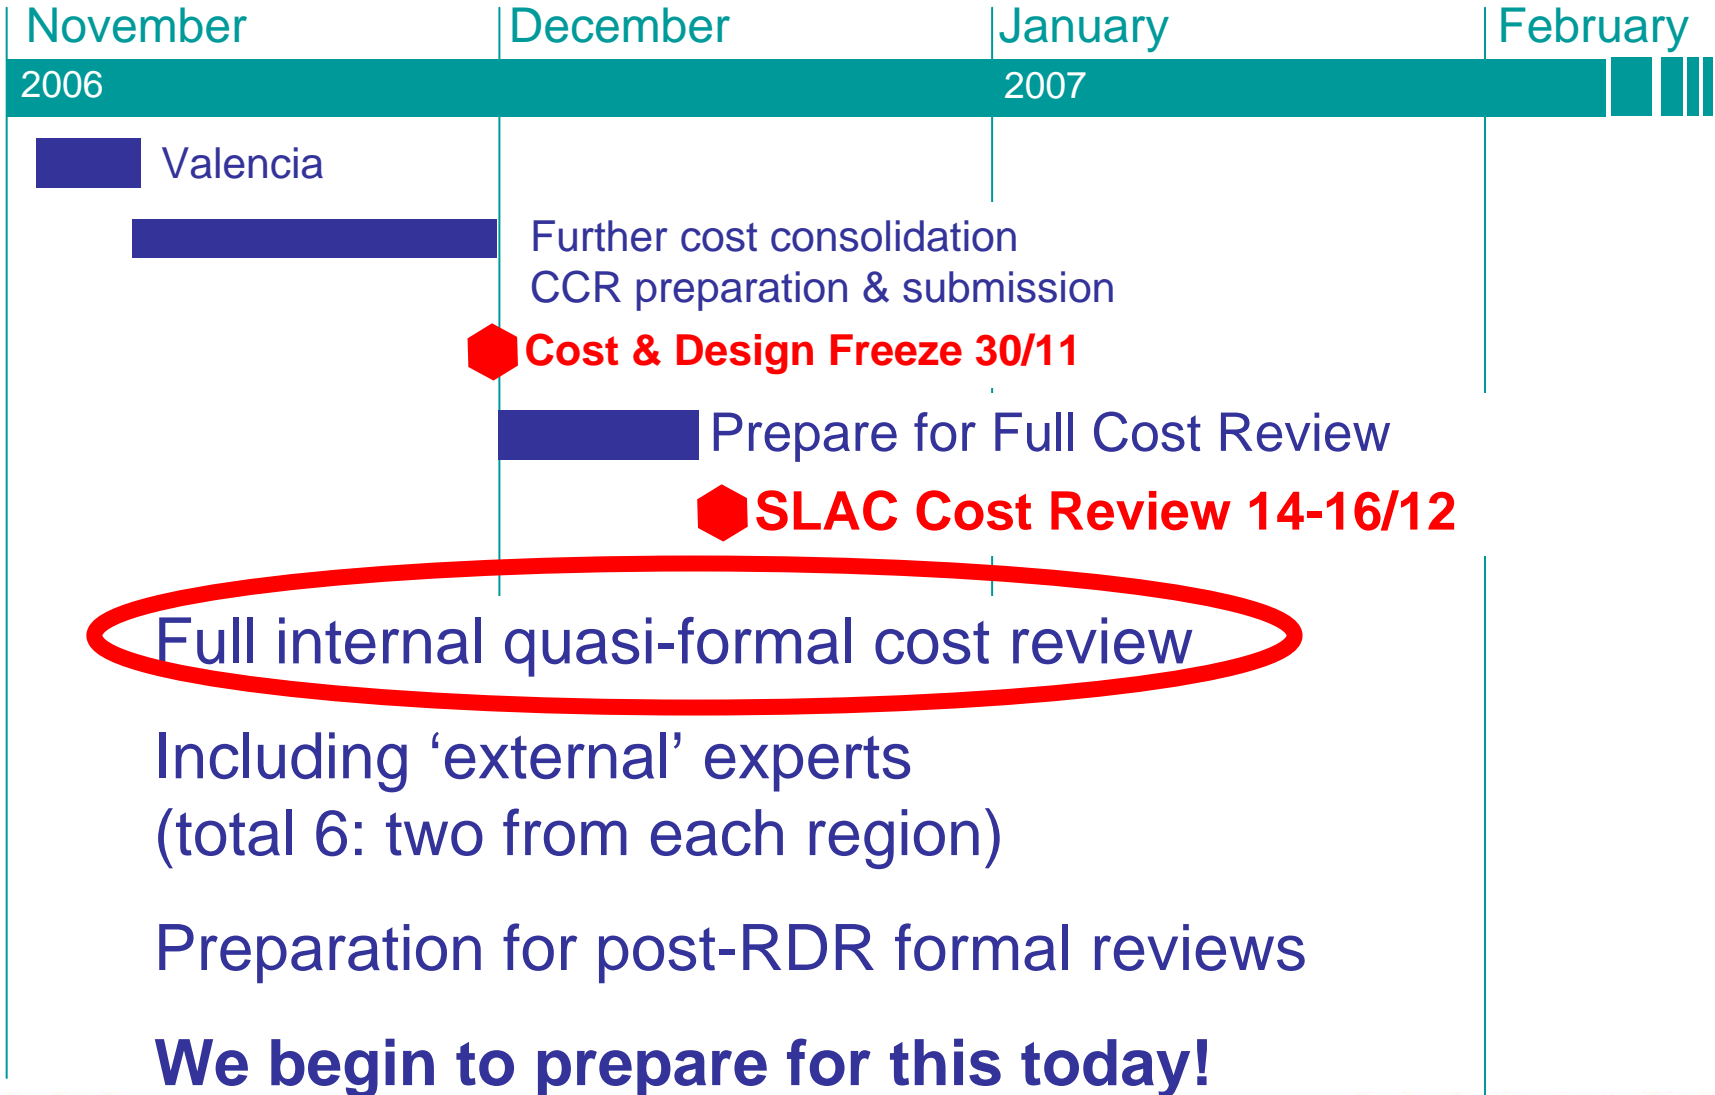 November December January February
2006 2007
Valencia
Further cost consolidation
CCR preparation & submission
Cost & Design Freeze 30/11
Prepare for Full Cost Review
SLAC Cost Review 14-16/12
Full internal quasi-formal cost review
Including ‘external’ experts
(total 6: two from each region)
Preparation for post-RDR formal reviews
We begin to prepare for this today!